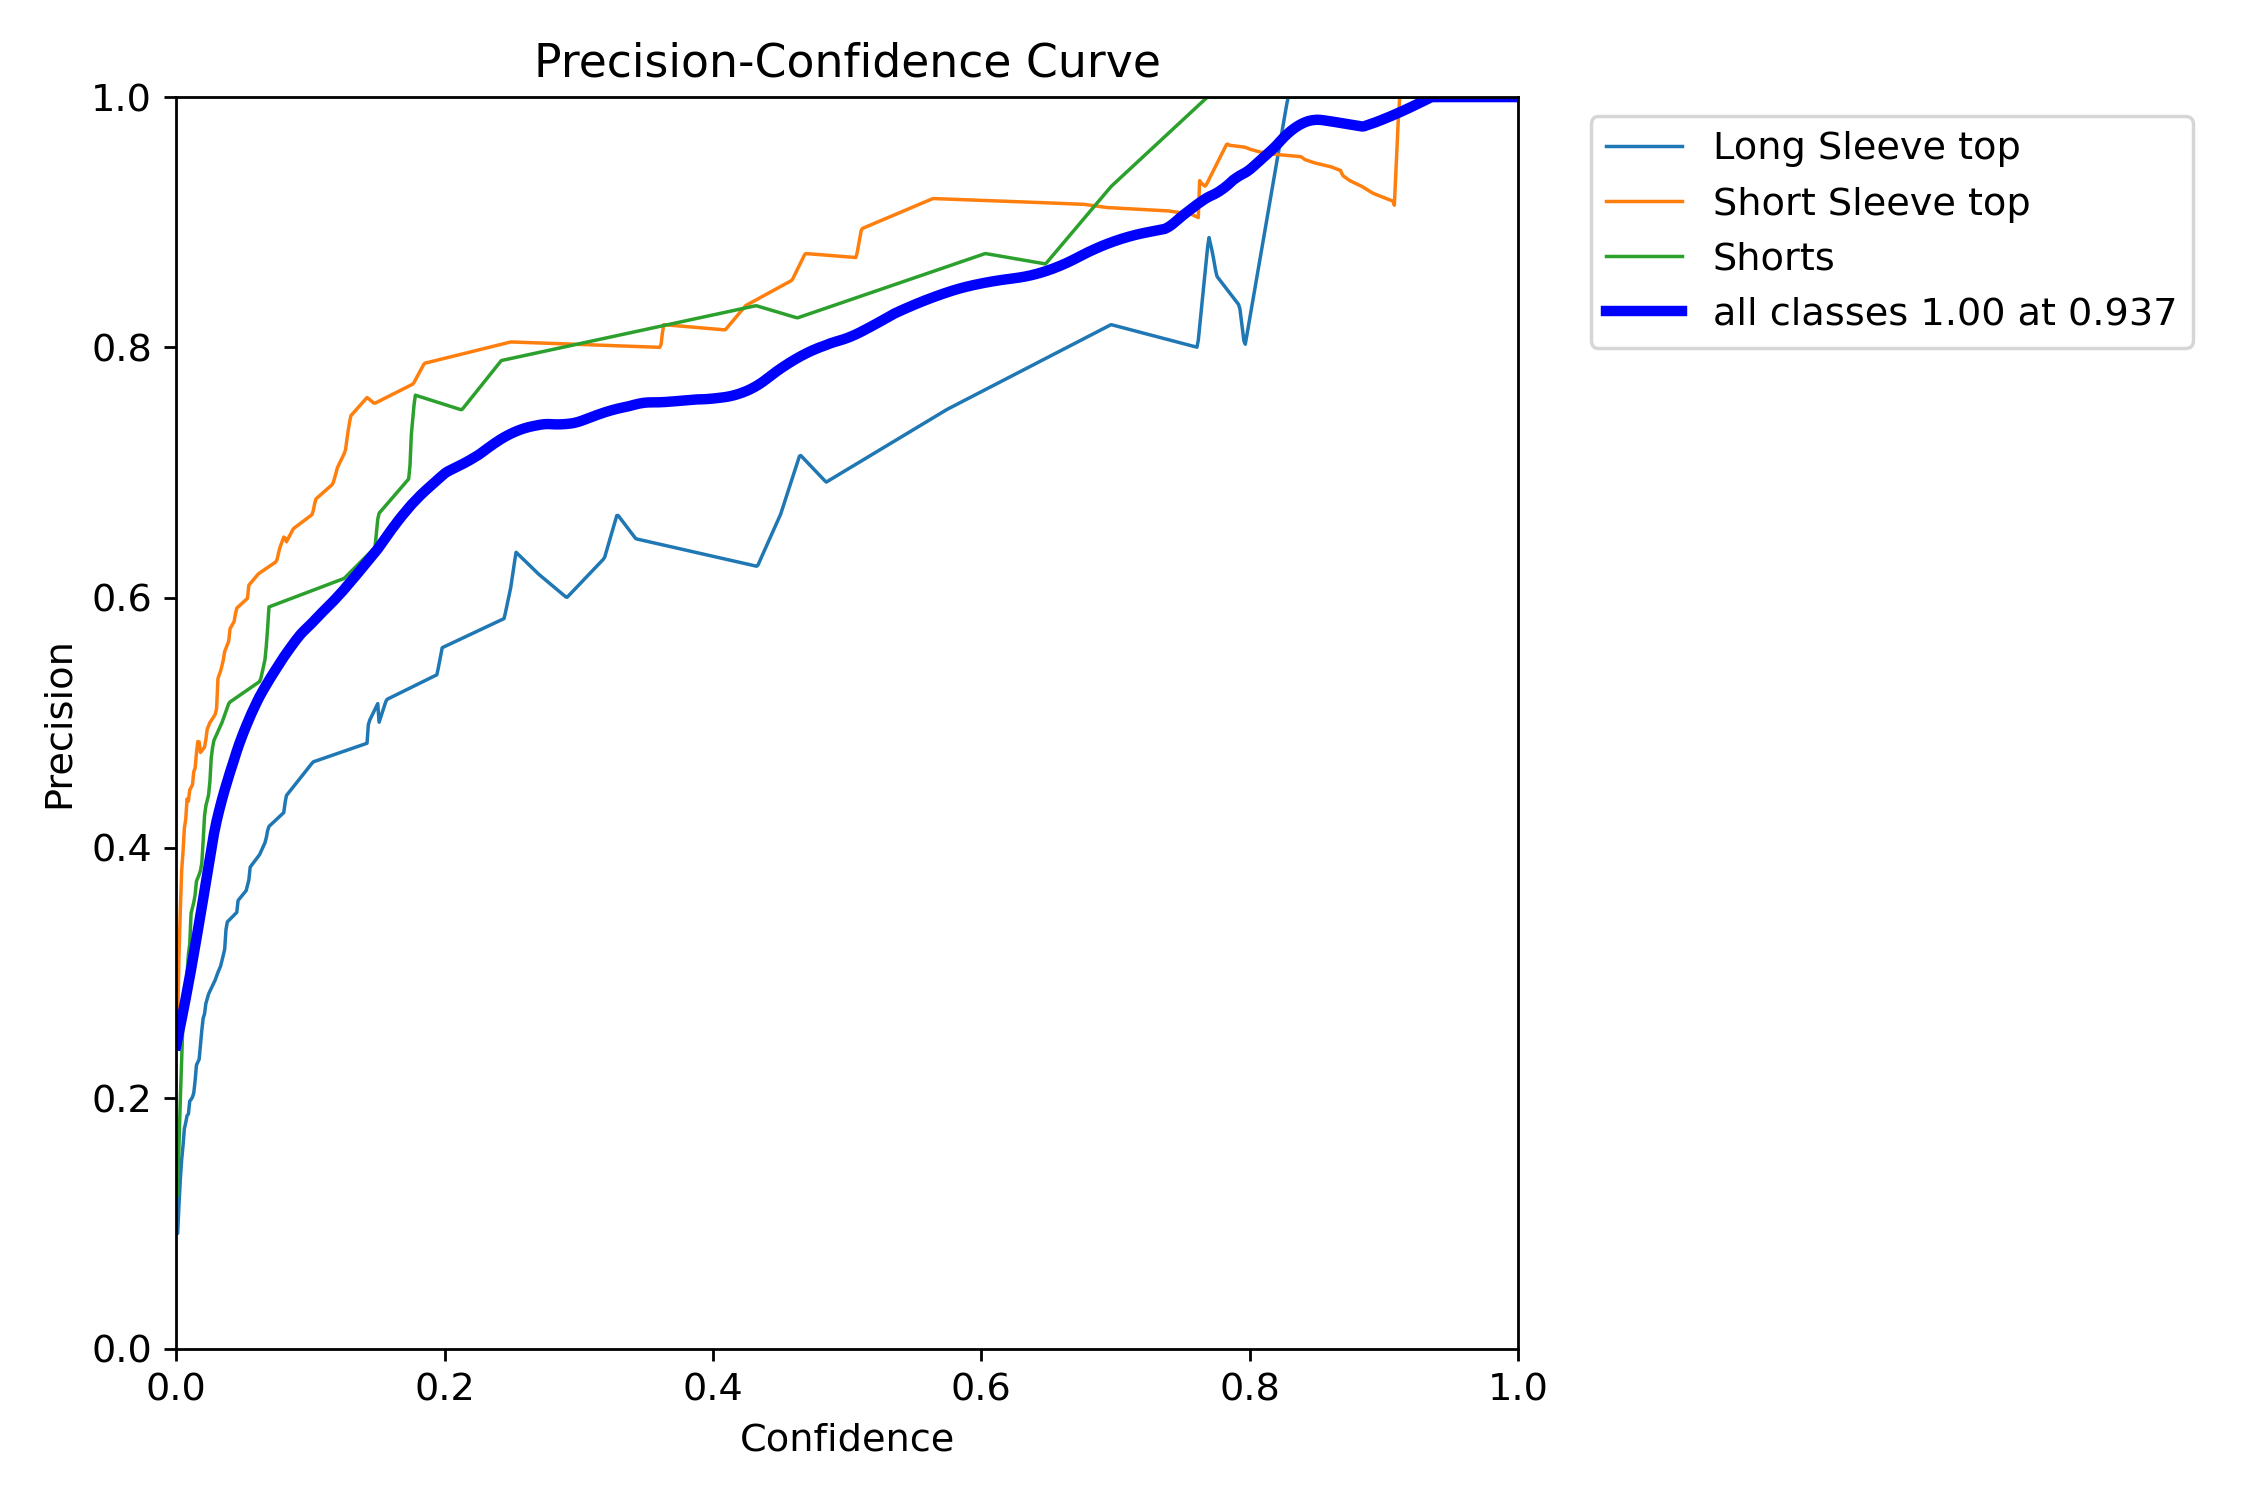 Precision-Confidence Curve
1.0
0.8
0.6
0.4
0.2
0.0
Precision
0.0 0.2 0.4 0.6 0.8 1.0
Confidence
Long Sleeve top
Short Sleeve top
Shorts
all classes 1.00 at 0.937